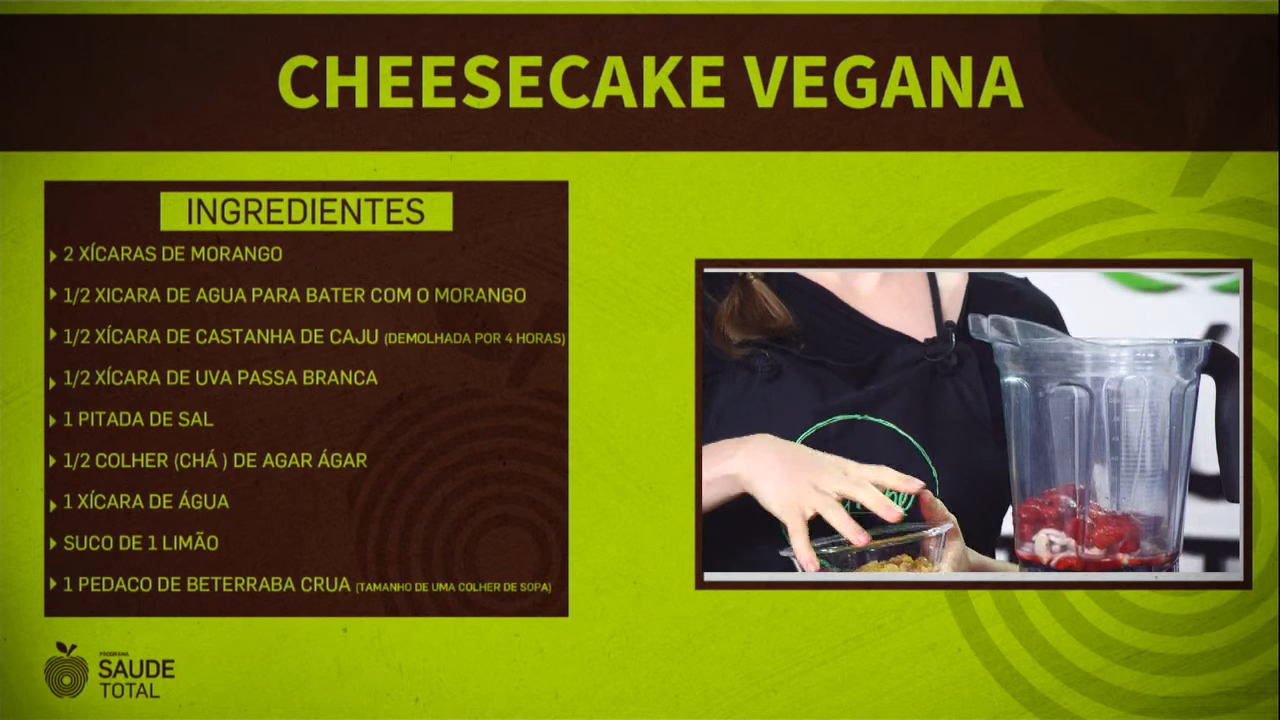 CHEESECAKE VEGANA
INGREDIENTES
2 XÍCARAS DE MORANGO
1/2 XICARA DE AGUA PARA BATER COM O MORANGO
1/2 XÍCARA DE CASTANHA DE CAJU (DEMOLHADA POR 4 HORAS)
1/2 XÍCARA DE UVA PASSA BRANCA
1 PITADA DE SAL
1/2 COLHER (CHÁ ) DE AGAR ÁGAR
1 XÍCARA DE ÁGUA
SUCO DE 1 LIMÃO
1 PEDACO DE BETERRABA CRUA (TAMANHO DE UMA COLHER DE SOPA)
PROGRAMA
SAUDE
TOTAL